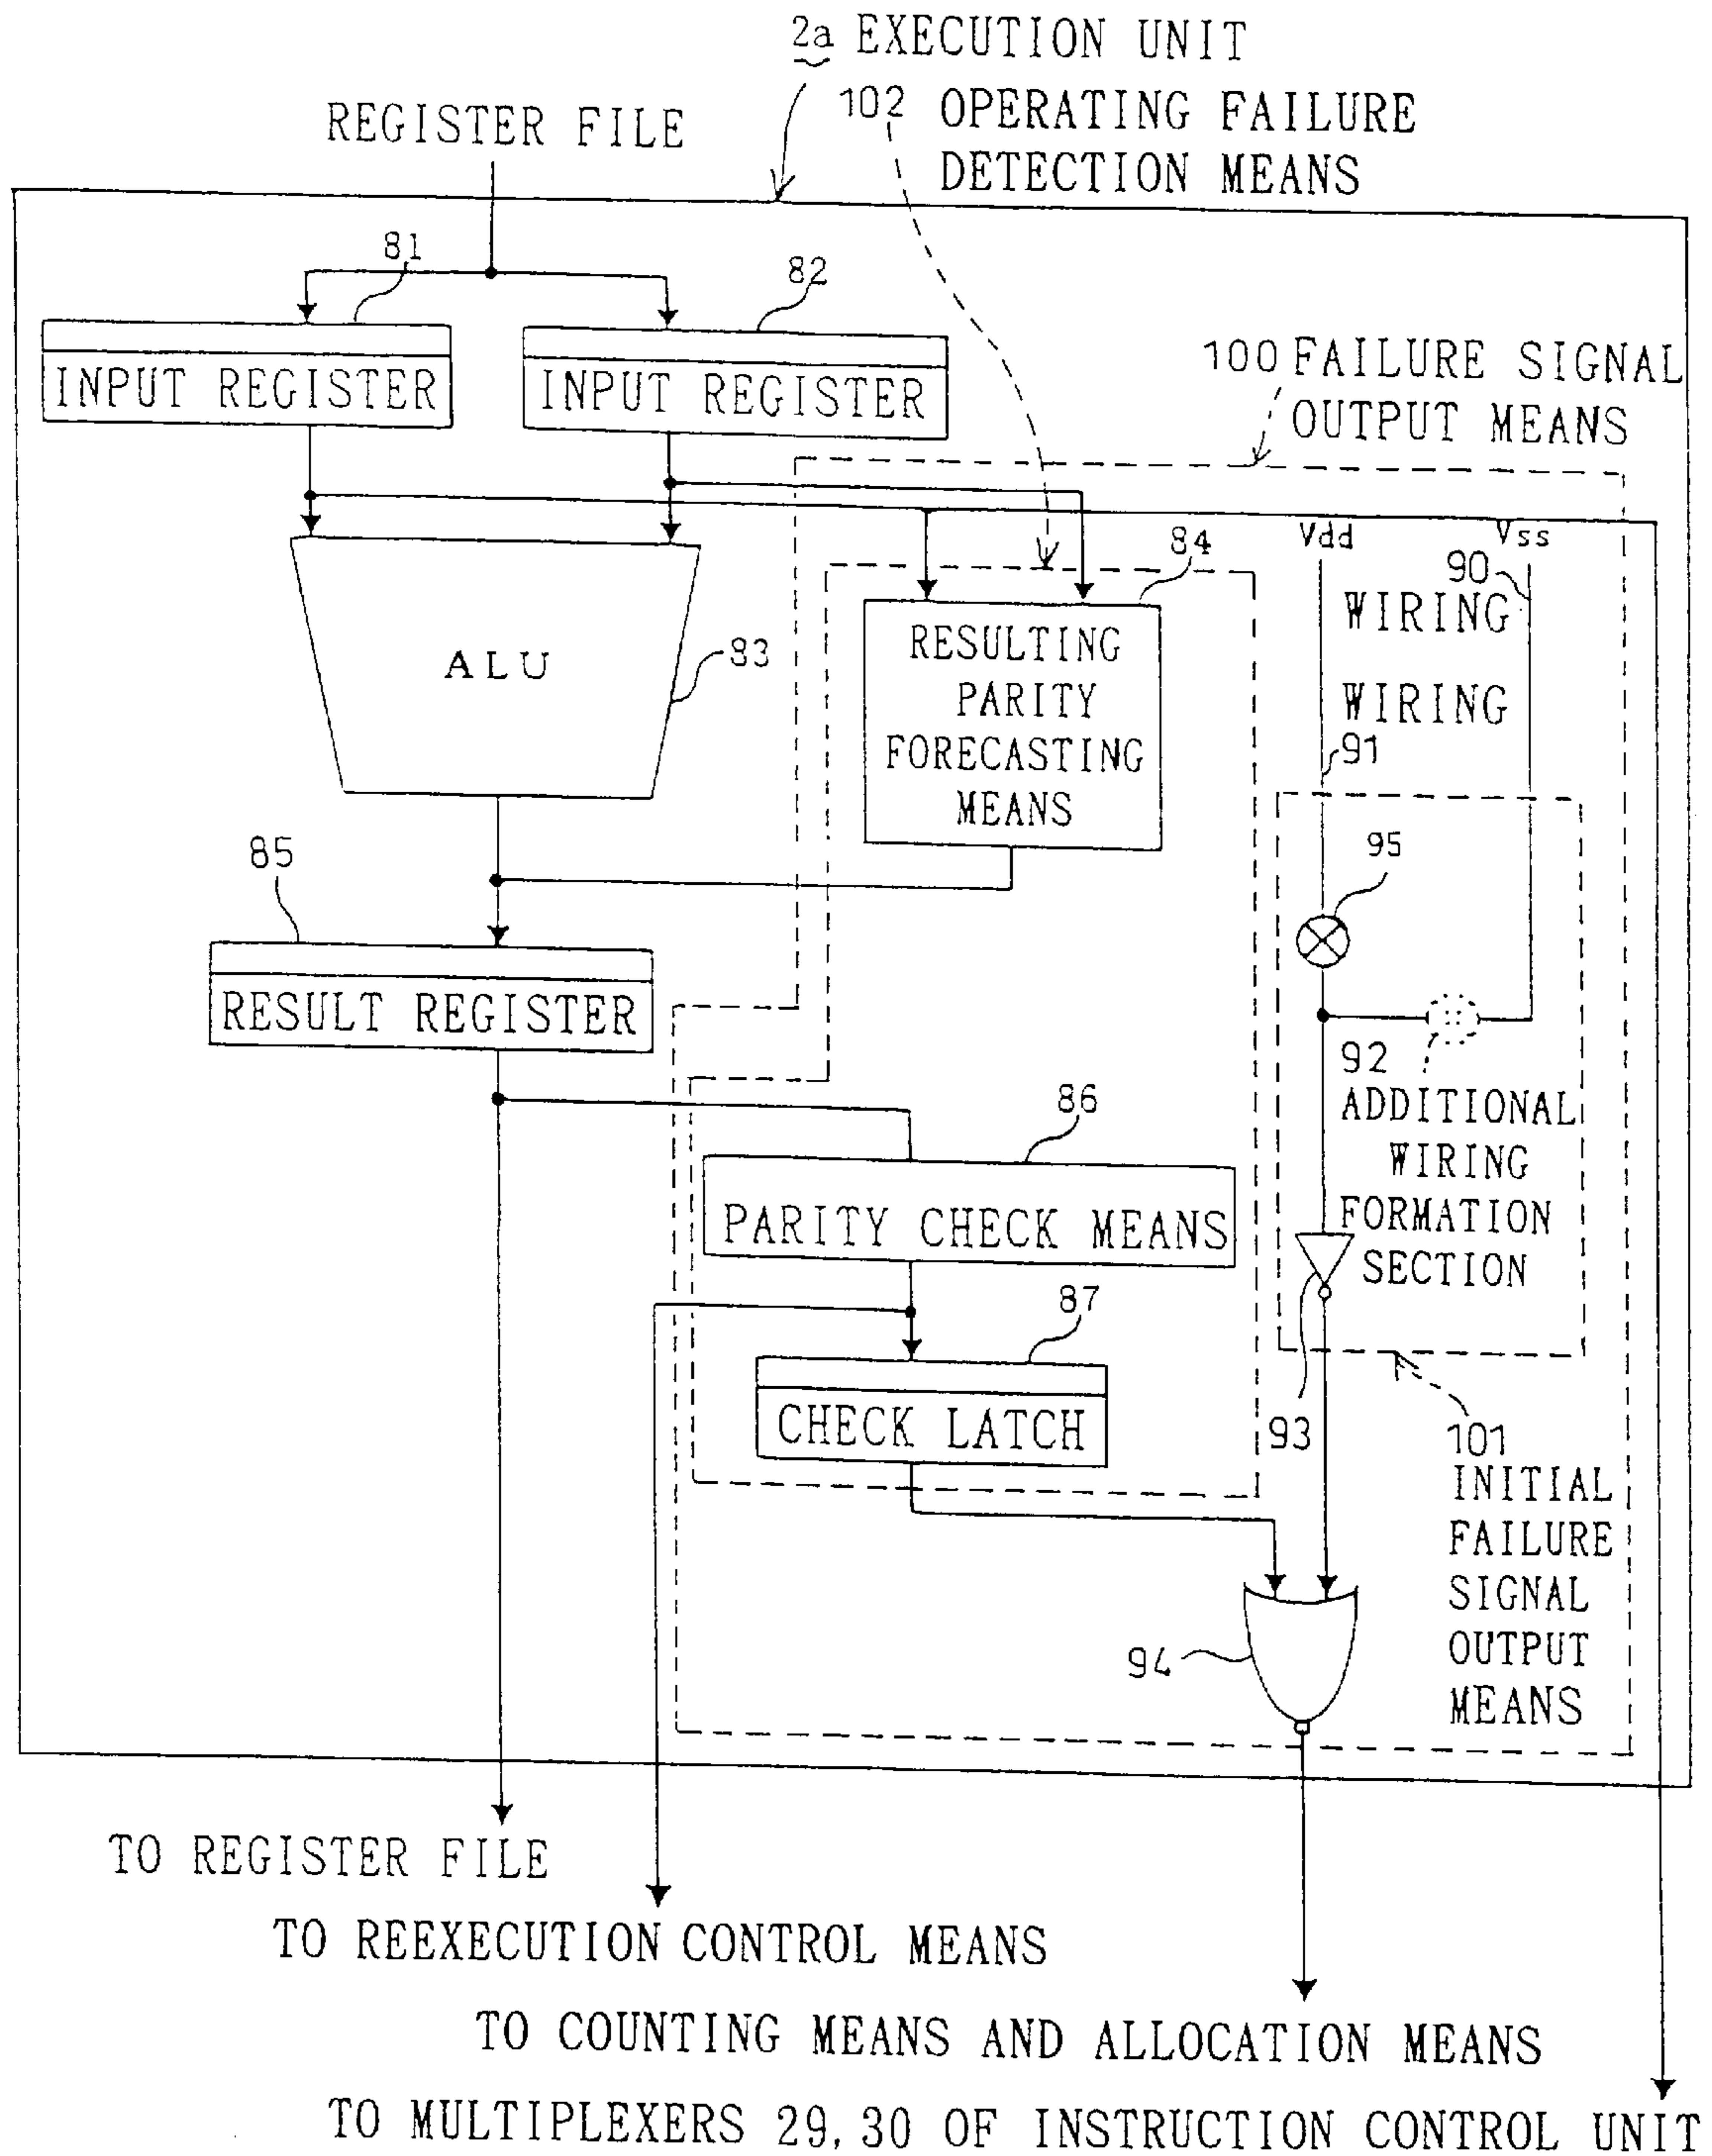 2a EXECUTION UNIT
102 OPERATING FAILURE
DETECTION MEANS
REGISTER FILE
81
82
INPUT REGISTER
INPUT REGISTER
100 FAILURE SIGNAL
OUTPUT MEANS
Vdd
Vss
84
90
WIRING
RESULTING
PARITY
FORECASTING
MEANS
ALU
83
WIRING
91
85
95
RESULT REGISTER
92
ADDITIONAL
WIRING
FORMATION
SECTION
86
PARITY CHECK MEANS
87
CHECK LATCH
93
101
INITIAL
FAILURE
SIGNAL
OUTPUT
MEANS
94
TO REGISTER FILE
TO REEXECUTION CONTROL MEANS
TO COUNTING MEANS AND ALLOCATION MEANS
TO MULTIPLEXERS 29, 30 OF INSTRUCTION CONTROL UNIT